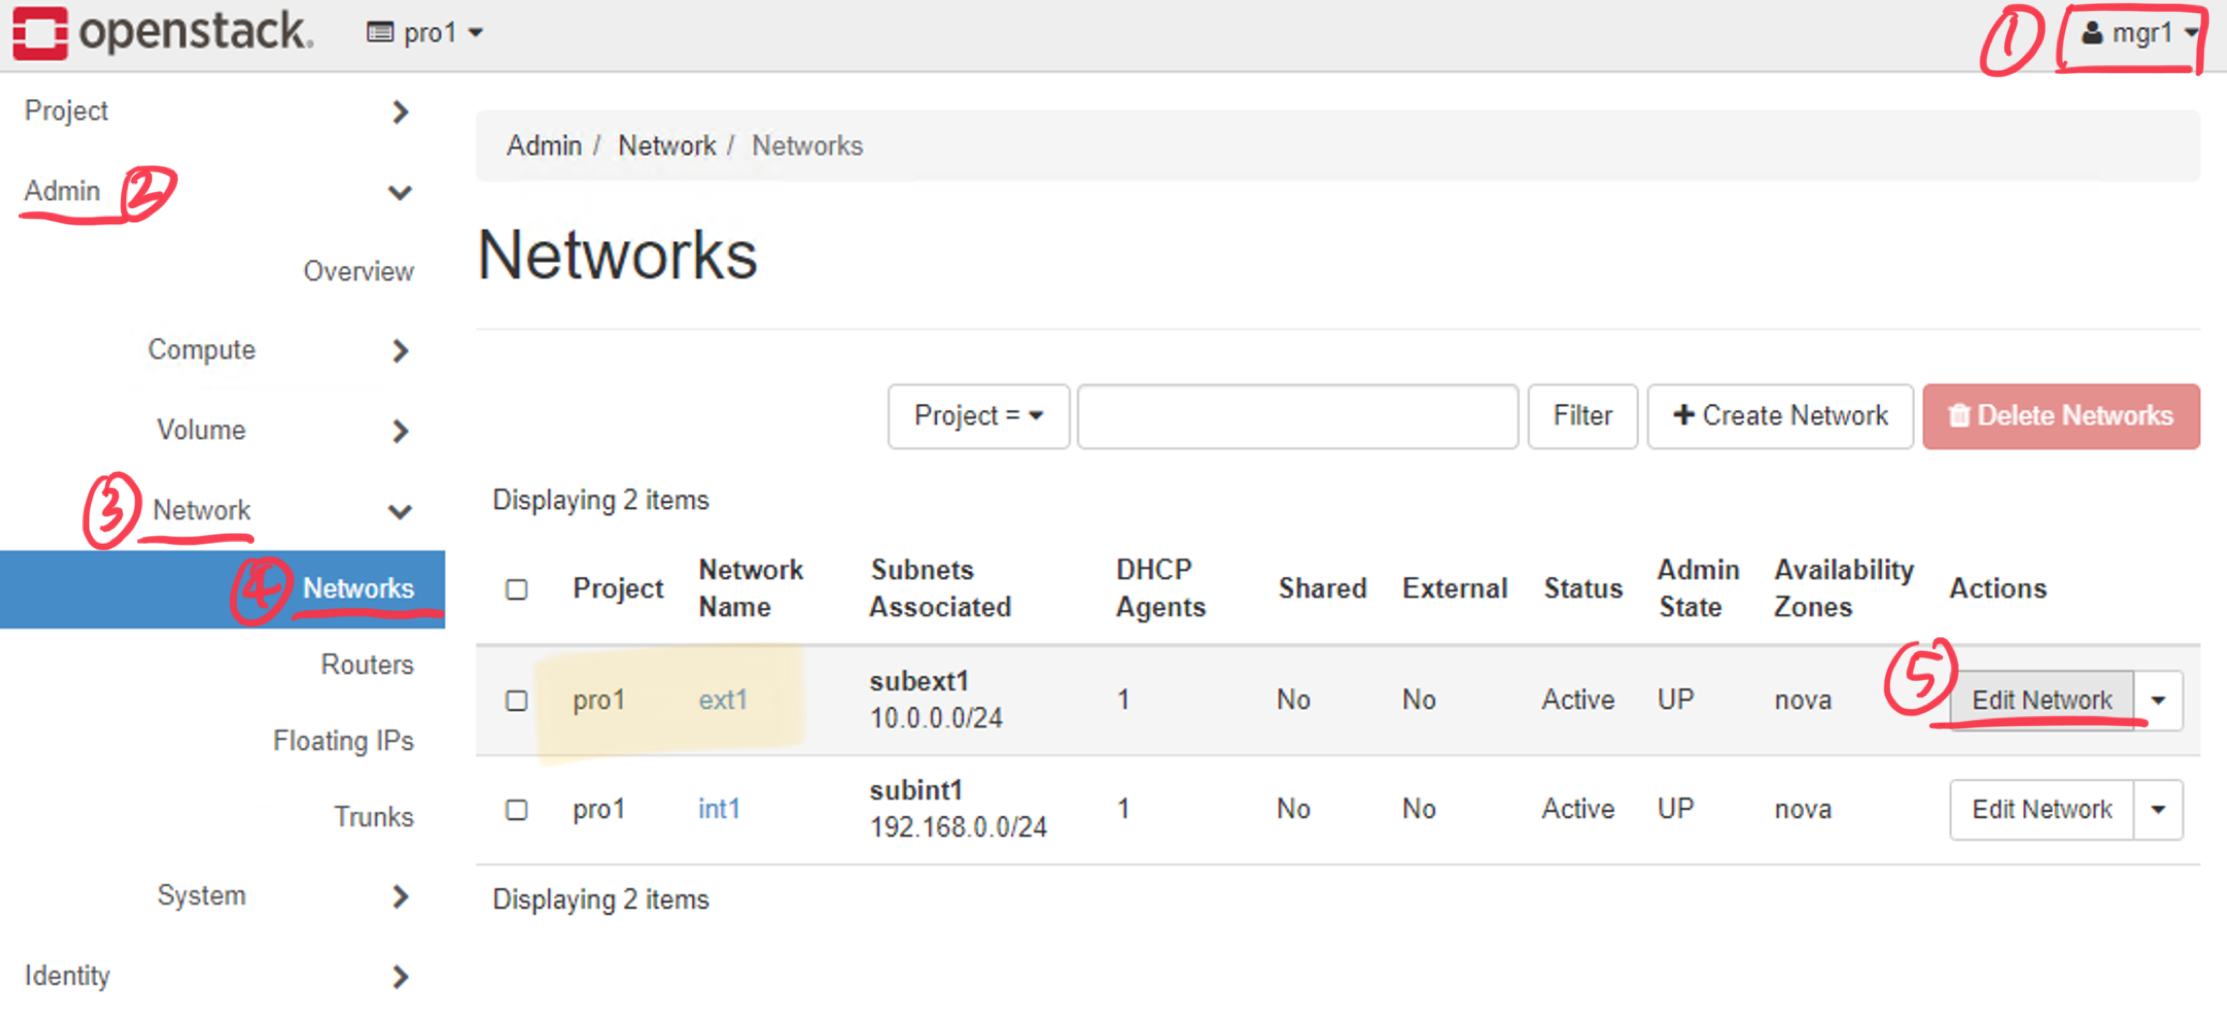 openstack. pro1 ① mgr1
Project
Admin ②
Overview
Compute
Volume
③ Network
④ Networks
Routers
Floating IPs
Trunks
System
Identity
Admin / Network / Networks
Networks
Project = Filter + Create Network Delete Networks
Displaying 2 items
Project Network Name Subnets Associated DHCP Agents Shared External Status Admin State Availability Zones Actions
pro1 ext1 subext1 10.0.0.0/24 1 No No Active UP nova ⑤ Edit Network
pro1 int1 subint1 192.168.0.0/24 1 No No Active UP nova Edit Network
Displaying 2 items